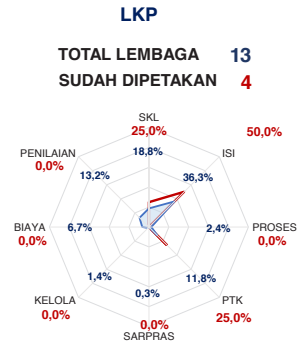 LKP
TOTAL LEMBAGA 13
SUDAH DIPETAKAN 4
SKL
25,0%
50,0%
18,8%
PENILAIAN
ISI
0,0%
13,2%
36,3%
BIAYA
6,7%
2,4%
PROSES
0,0%
0,0%
1,4%
11,8%
0,3%
KELOLA
PTK
0,0%
25,0%
0,0%
SARPRAS